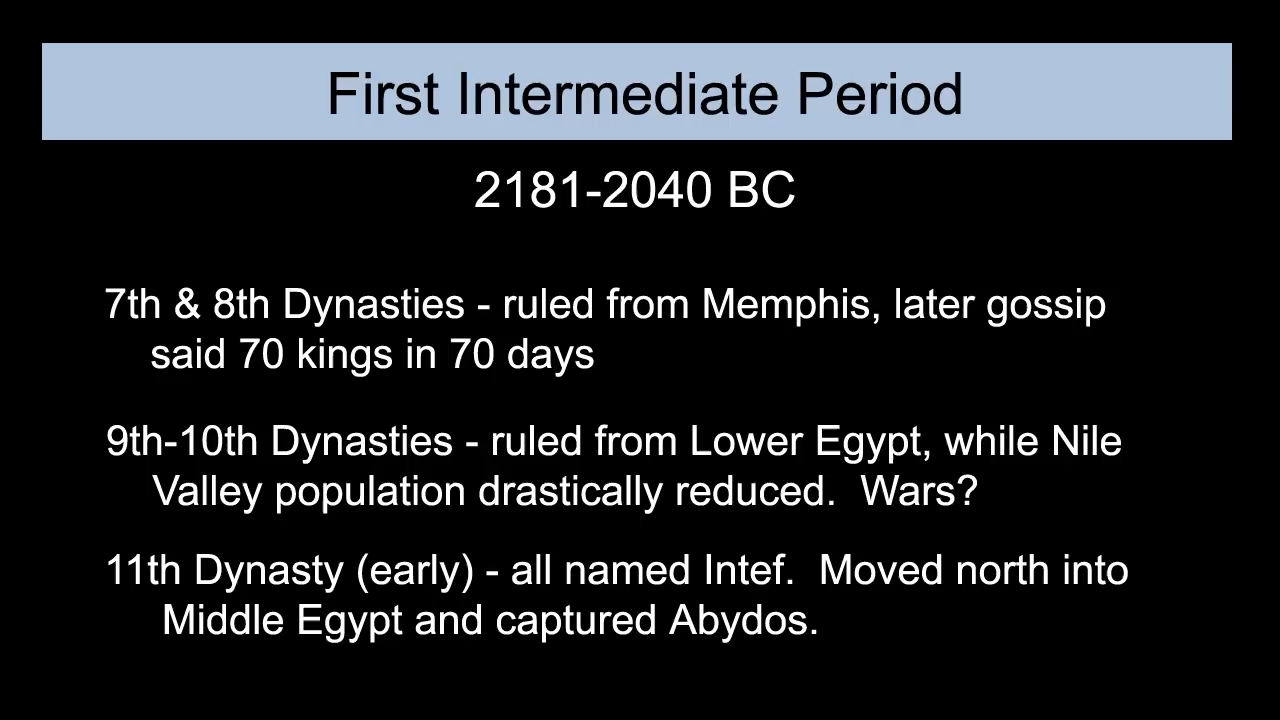 First Intermediate Period
2181-2040 BC
7th & 8th Dynasties - ruled from Memphis, later gossip
said 70 kings in 70 days
9th-10th Dynasties - ruled from Lower Egypt, while Nile
Valley population drastically reduced.  Wars?
11th Dynasty (early) - all named Intef.  Moved north into
Middle Egypt and captured Abydos.